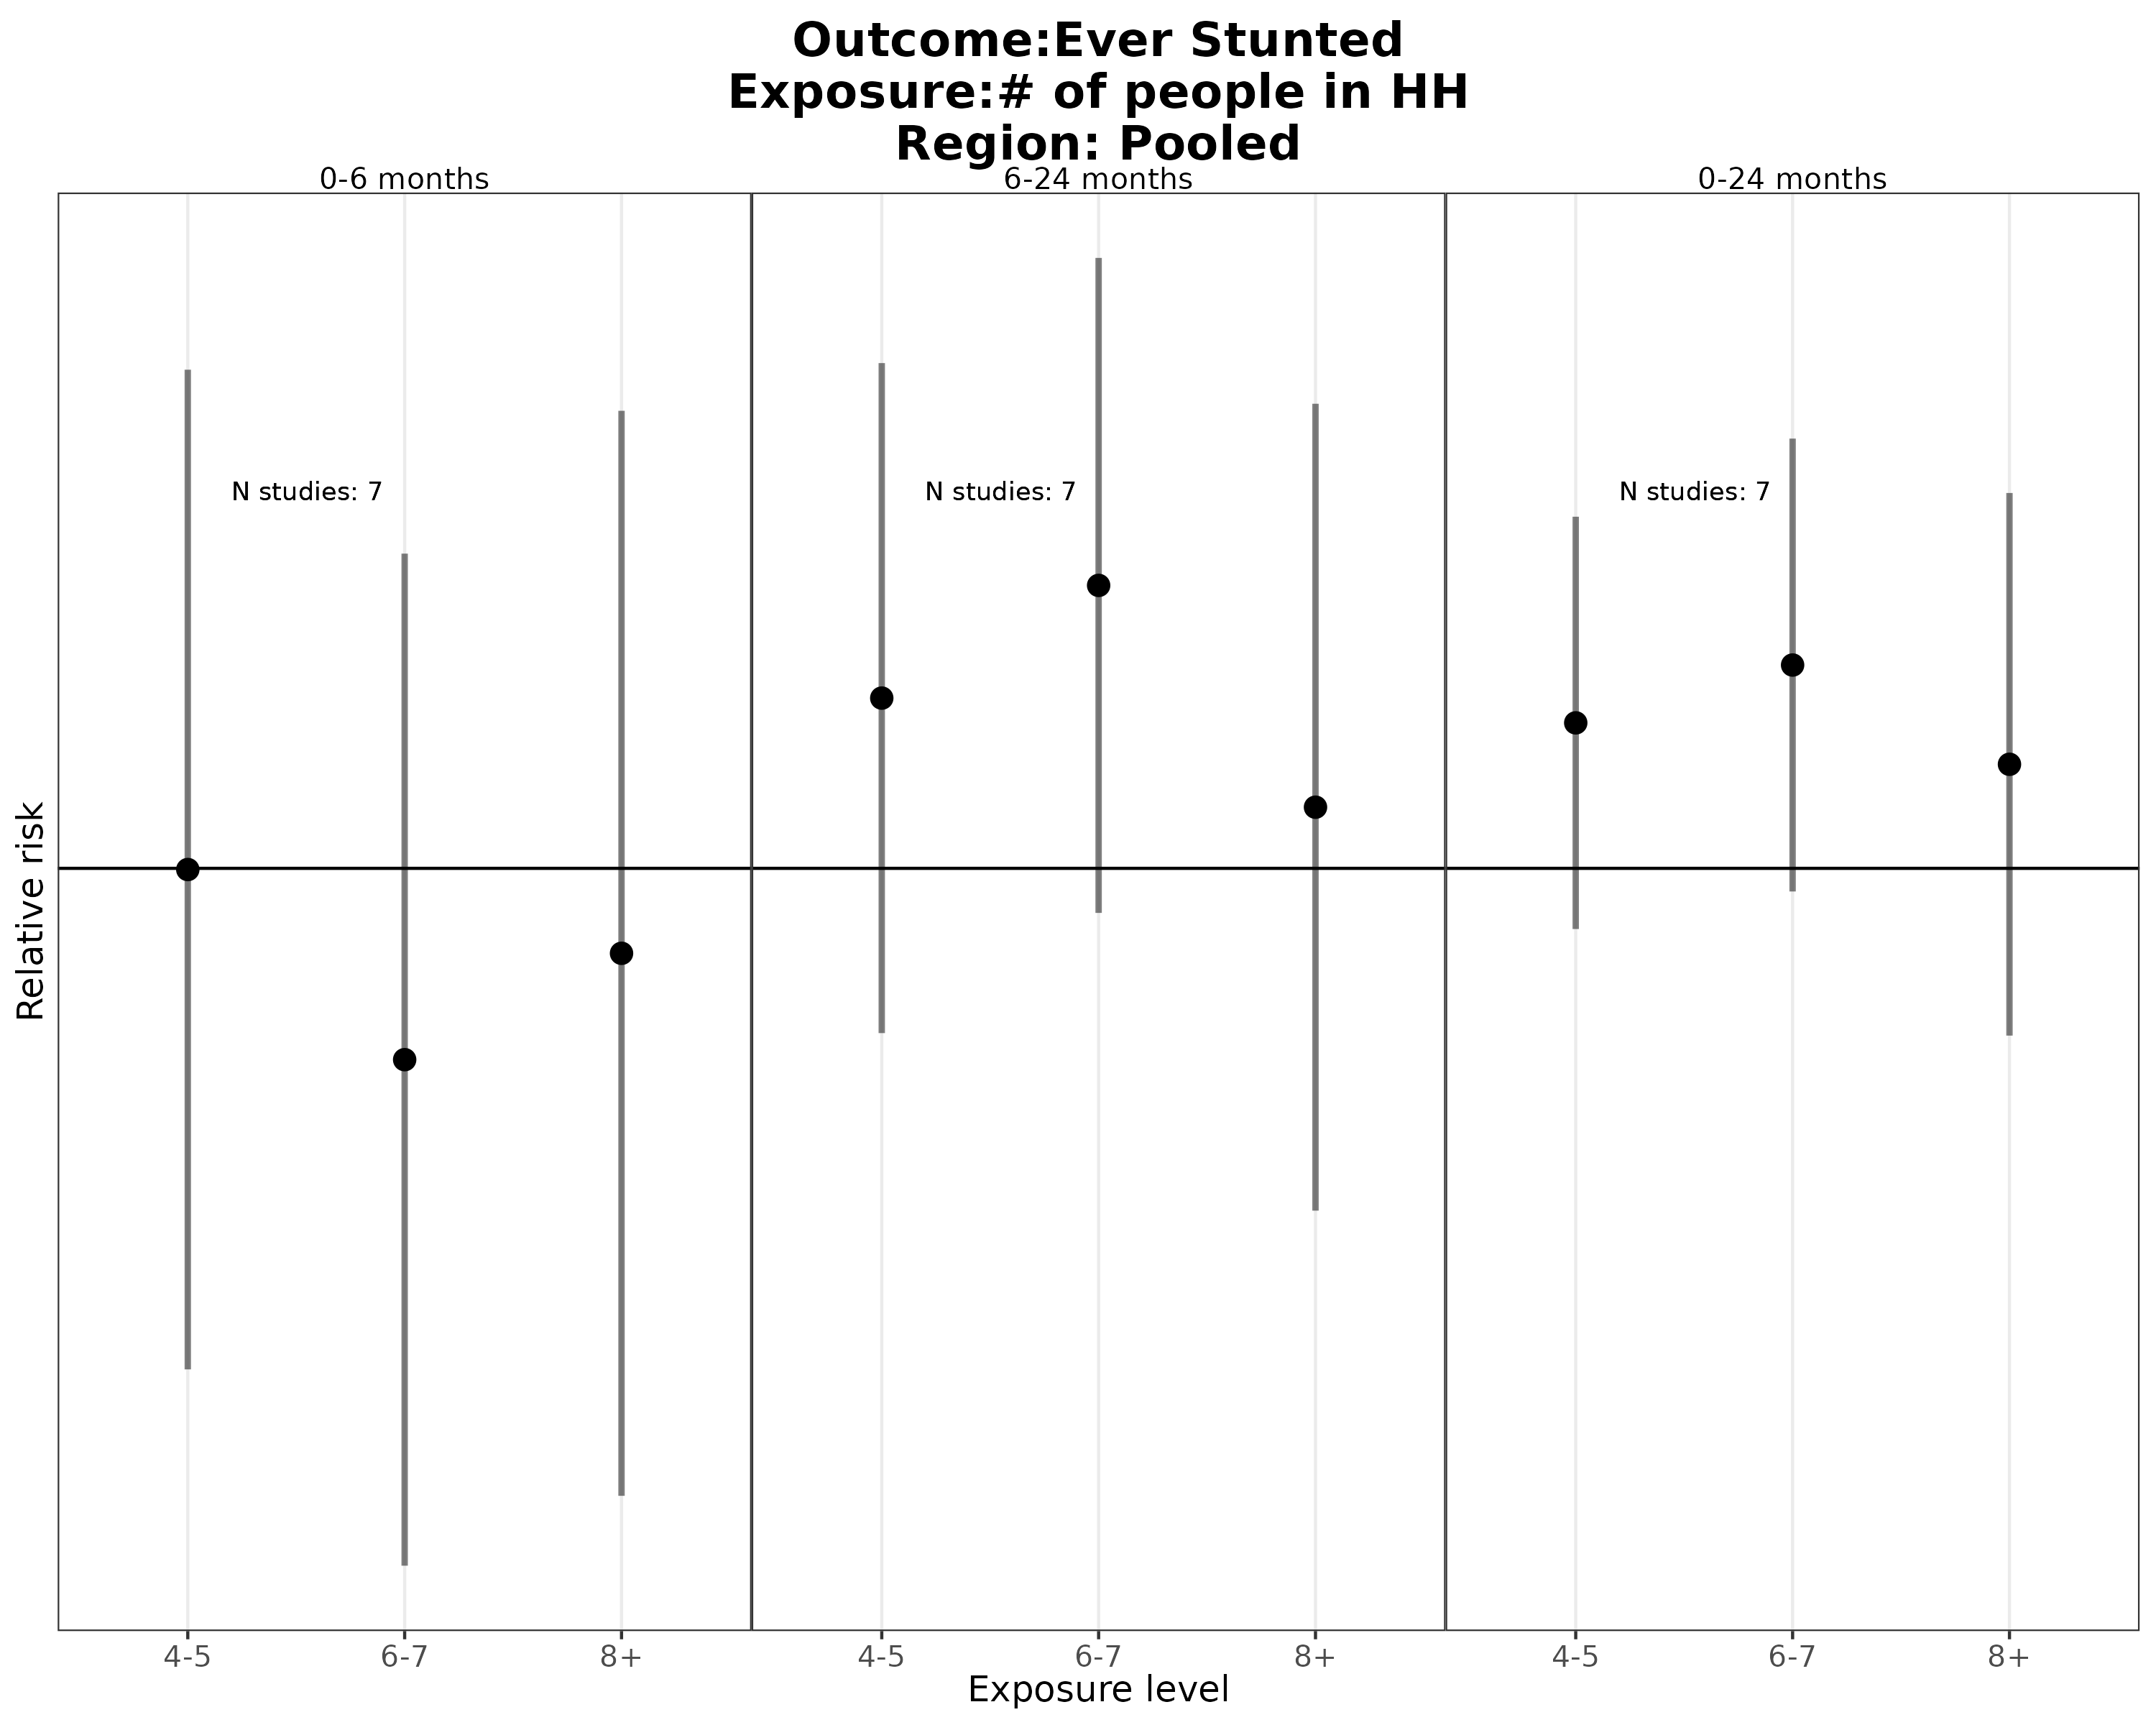 Outcome:Ever Stunted
Exposure:# of people in HH
Region: Pooled
0-6 months
6-24 months
0-24 months
N studies: 7
N studies: 7
N studies: 7
Relative risk
4-5
6-7
8+
4-5
6-7
8+
4-5
6-7
8+
Exposure level